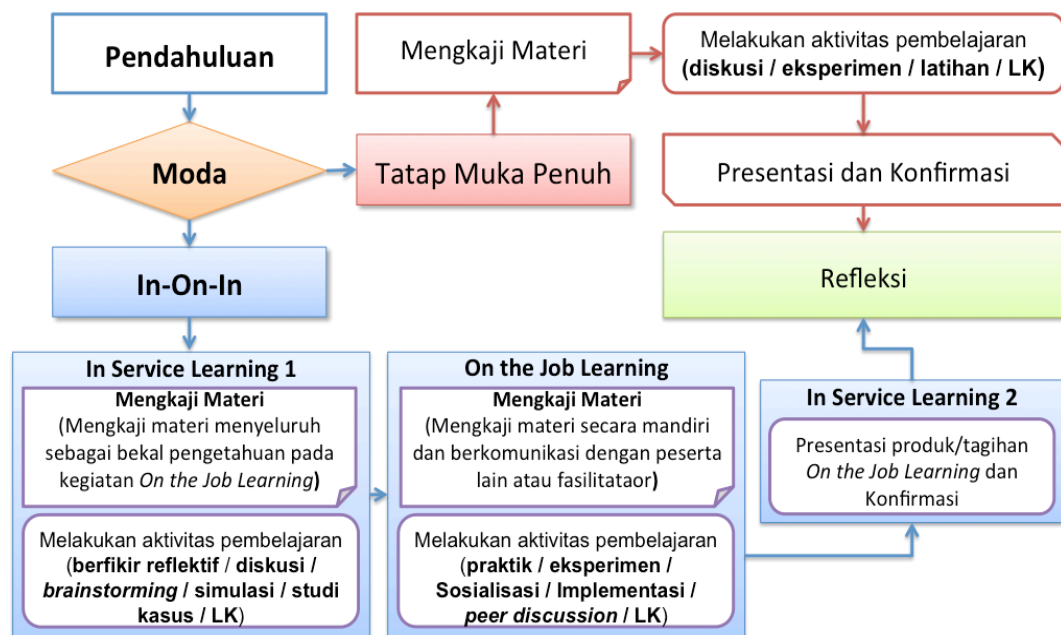 Pendahuluan
Moda
Tatap Muka Penuh
Mengkaji Materi
Melakukan aktivitas pembelajaran
(diskusi / eksperimen / latihan / LK)
Presentasi dan Konfirmasi
Refleksi
In-On-In
In Service Learning 1
Mengkaji Materi
(Mengkaji materi menyeluruh
sebagai bekal pengetahuan pada
kegiatan On the Job Learning)
Melakukan aktivitas pembelajaran
(berfikir reflektif / diskusi /
brainstorming / simulasi / studi
kasus / LK)
On the Job Learning
Mengkaji Materi
(Mengkaji materi secara mandiri
dan berkomunikasi dengan peserta
lain atau fasilitataor)
Melakukan aktivitas pembelajaran
(praktik / eksperimen /
Sosialisasi / Implementasi /
peer discussion / LK)
In Service Learning 2
Presentasi produk/tagihan
On the Job Learning dan
Konfirmasi